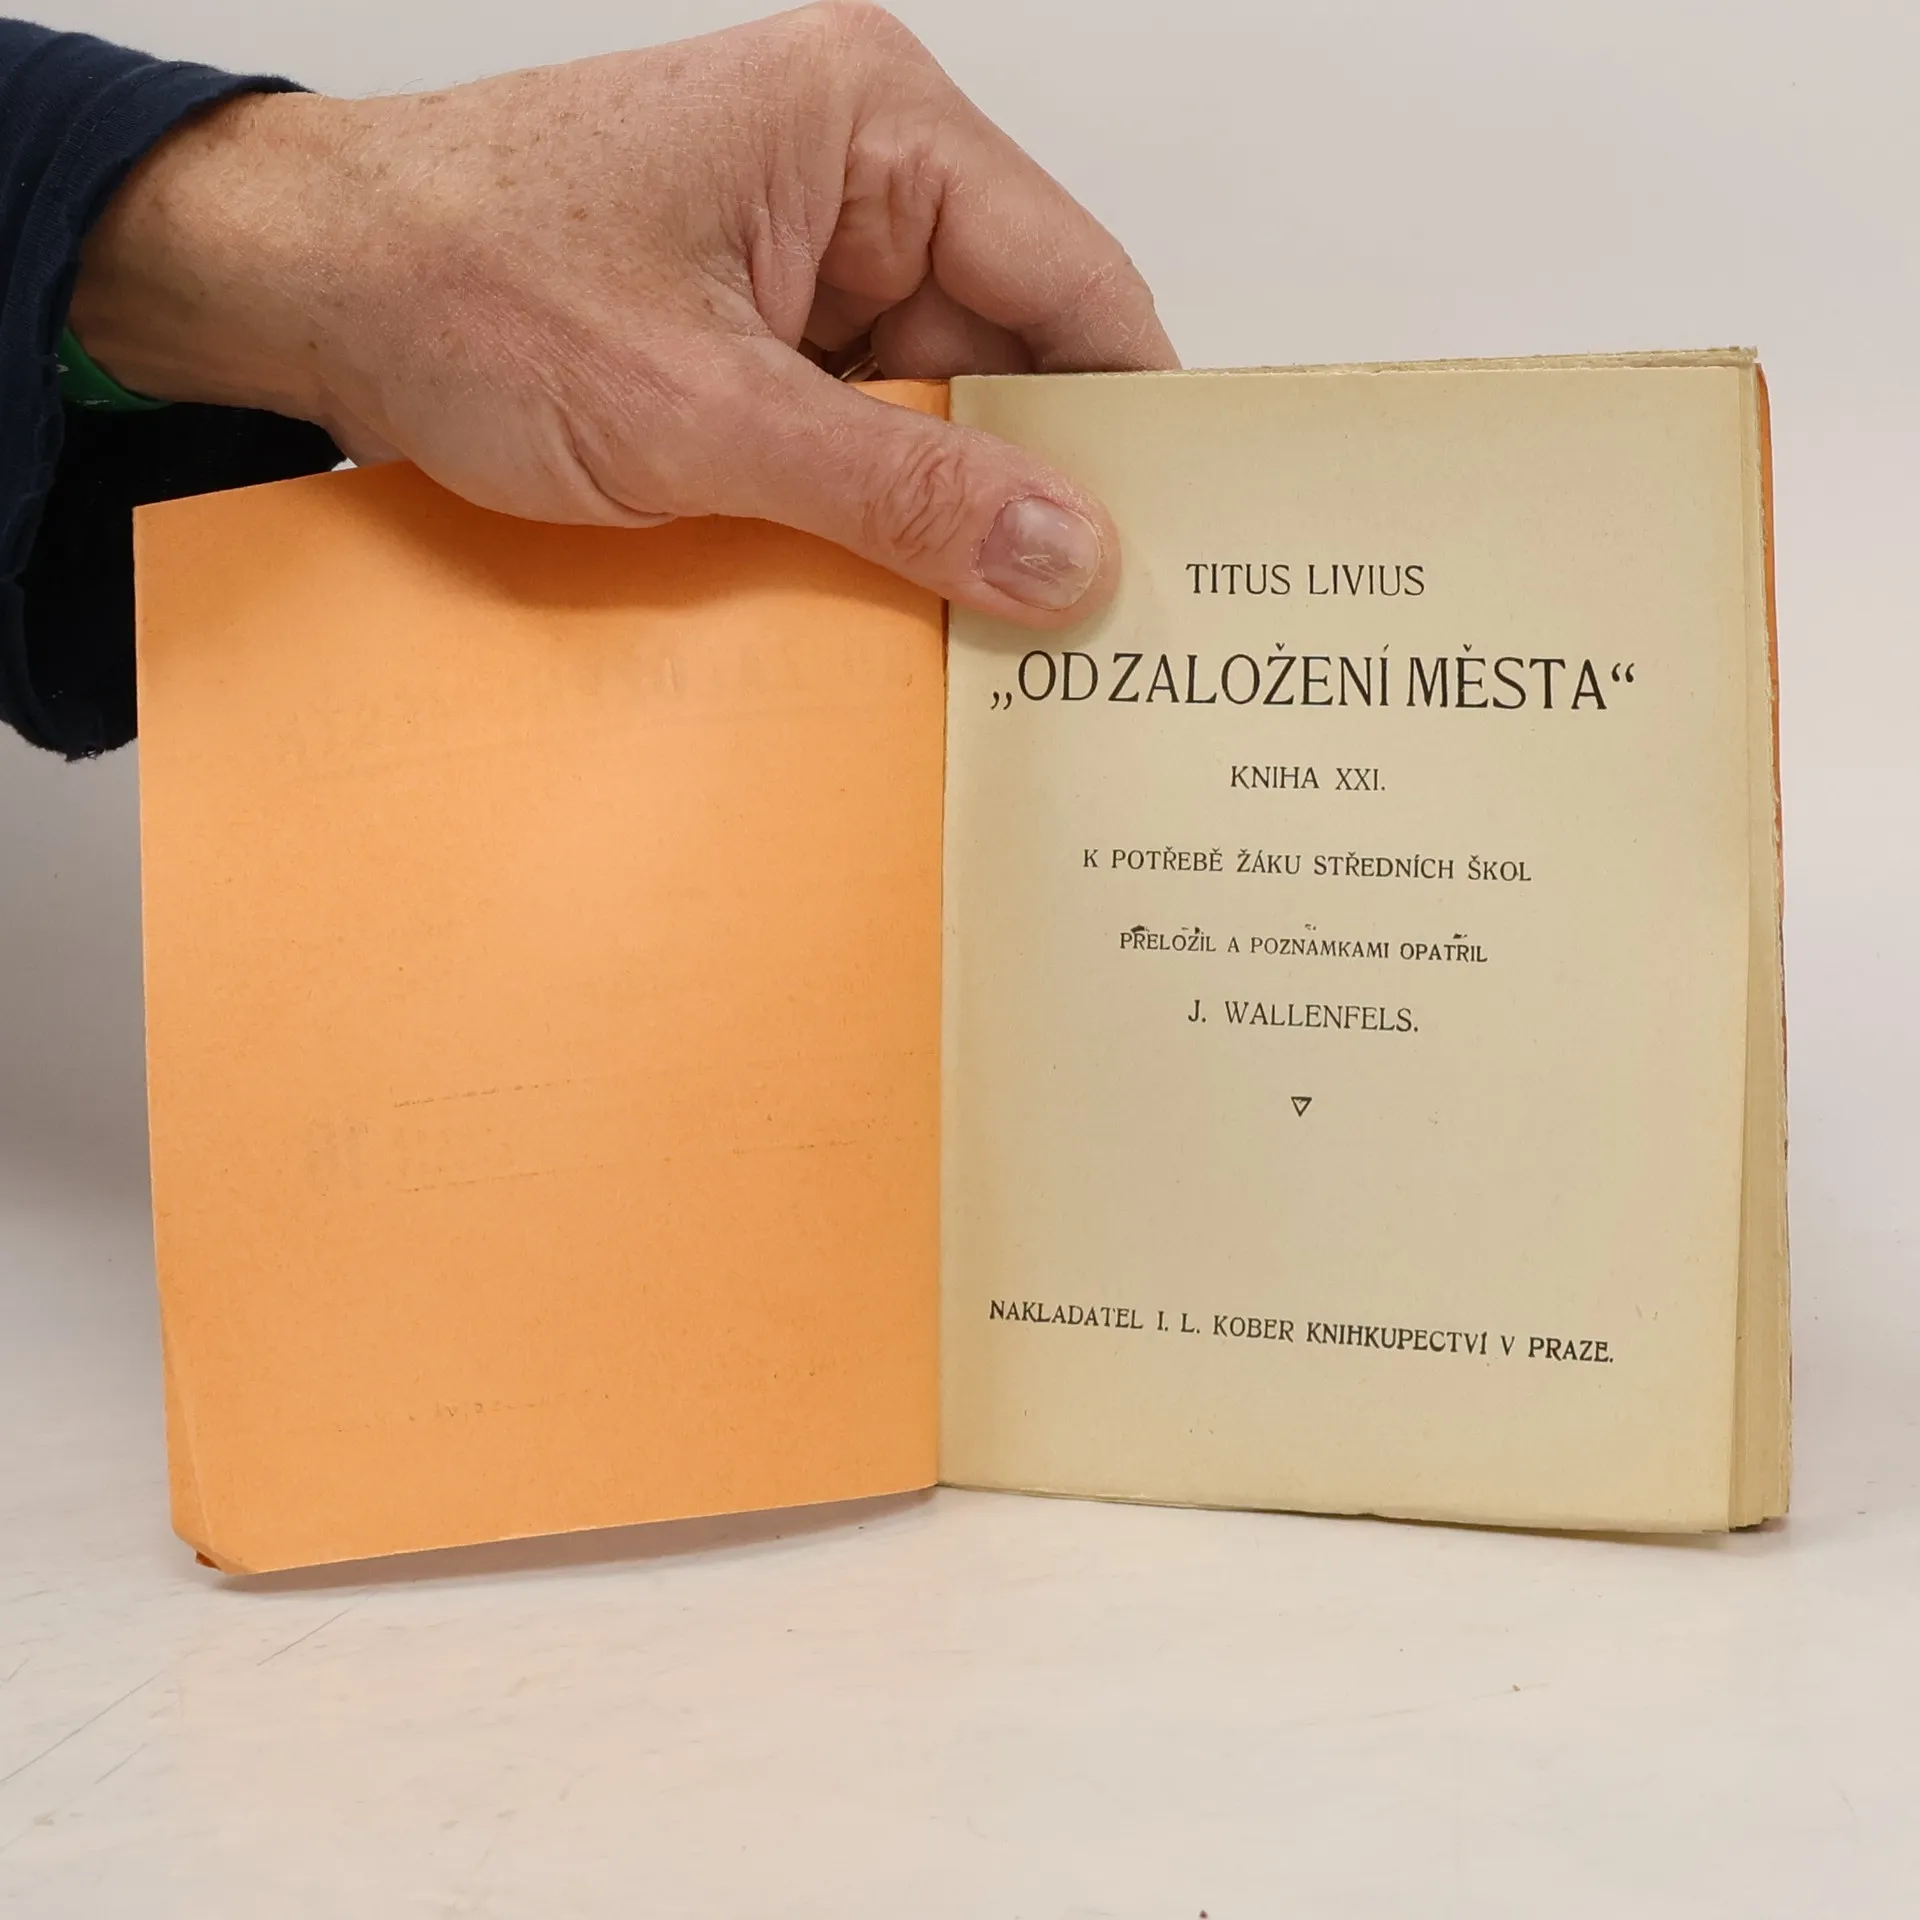 TITUS LIVIUS
„OD ZALOŽENÍ MĚSTA“
KNIHA XXI.
K POTŘEBĚ ŽÁKU STŘEDNÍCH ŠKOL
PŘELOŽIL A POZNÁMKAMI OPATŘIL
J. WALLENFELS.
NAKLADATEL I. L. KOBER KNIHKUPECTVÍ V PRAZE.